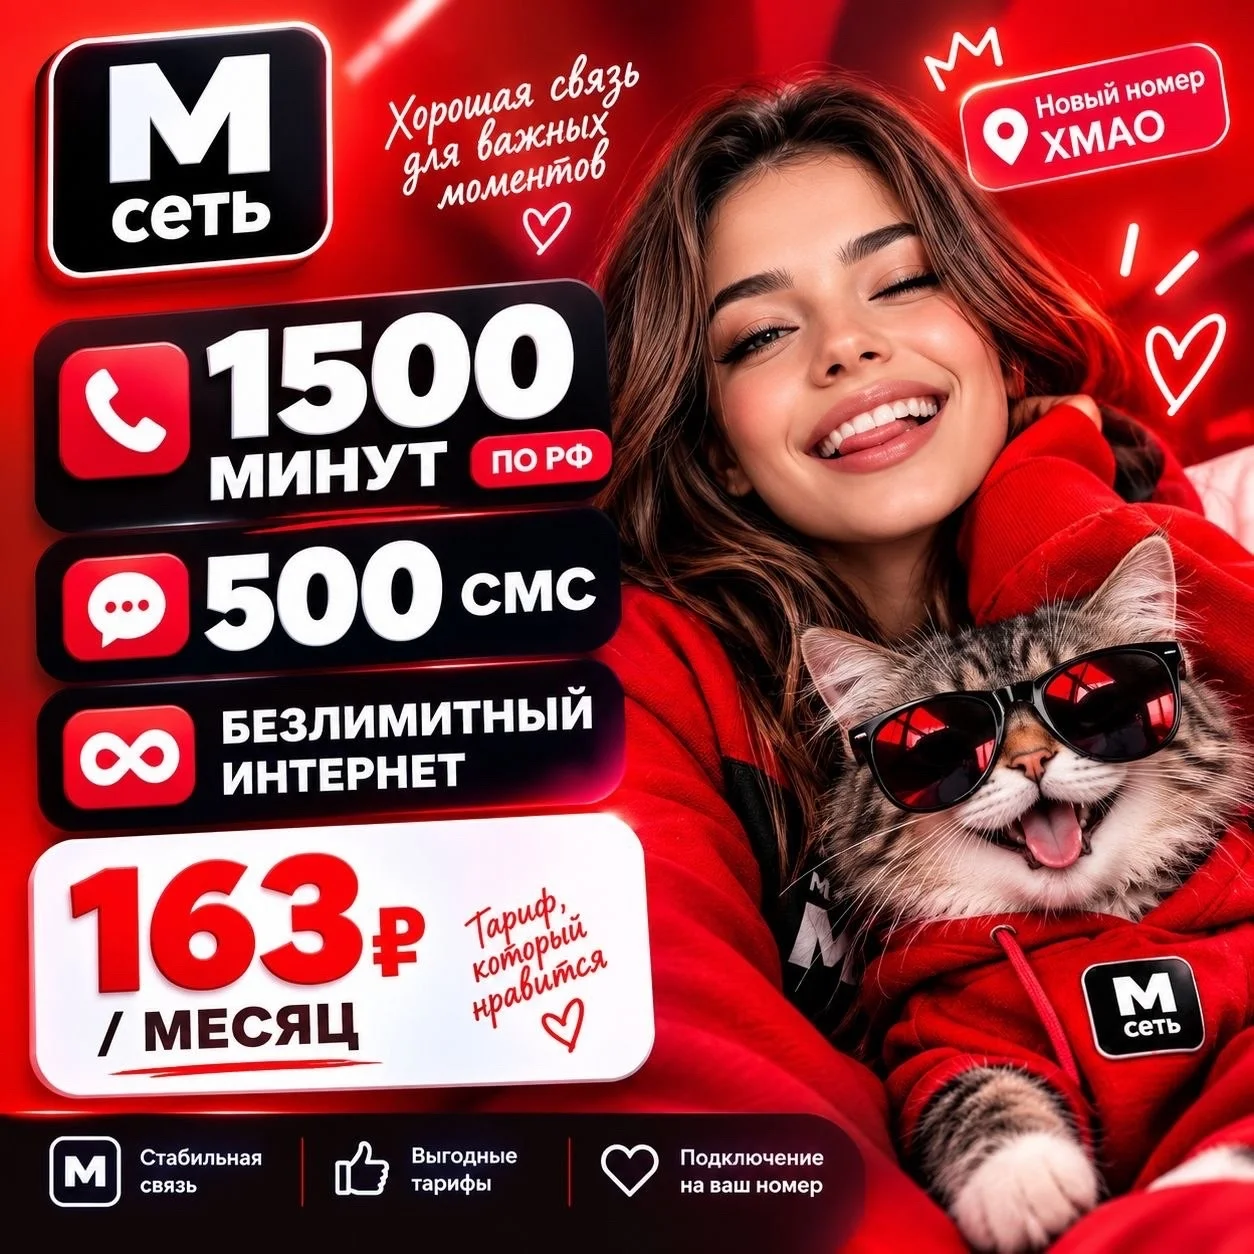 М
сеть
Хорошая связь
для важных
моментов
Новый номер
ХМАО
1500
МИНУТ
ПО РФ
500 СМС
БЕЗЛИМИТНЫЙ
ИНТЕРНЕТ
163₽
/ МЕСЯЦ
Тариф,
который
нравится
М
М
М
сеть
М
Стабильная
связь
Выгодные
тарифы
Подключение
на ваш номер